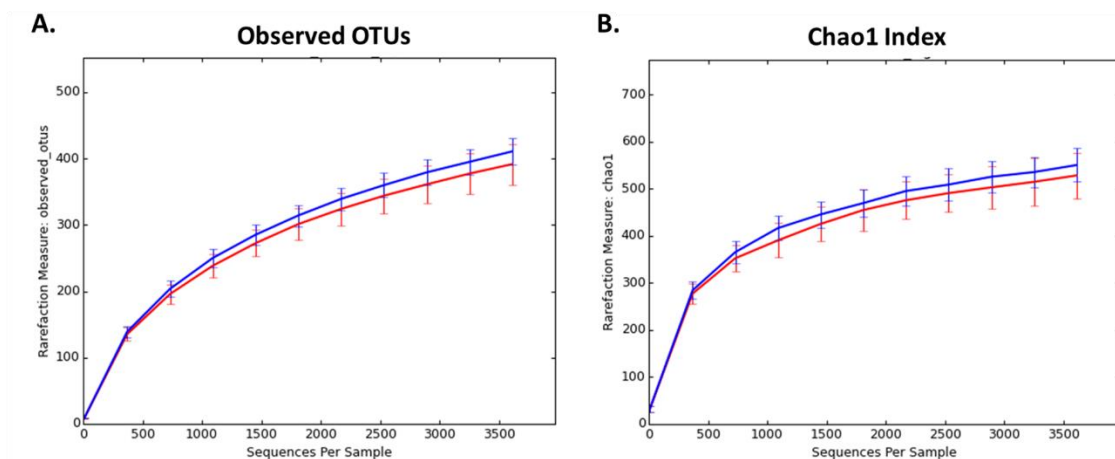 A.
Observed OTUs
500
400
300
200
100
0
Rarefaction Measure: observed_otus
0 500 1000 1500 2000 2500 3000 3500
Sequences Per Sample
B.
Chao1 Index
700
600
500
400
300
200
100
0
Rarefaction Measure: chao1
0 500 1000 1500 2000 2500 3000 3500
Sequences Per Sample